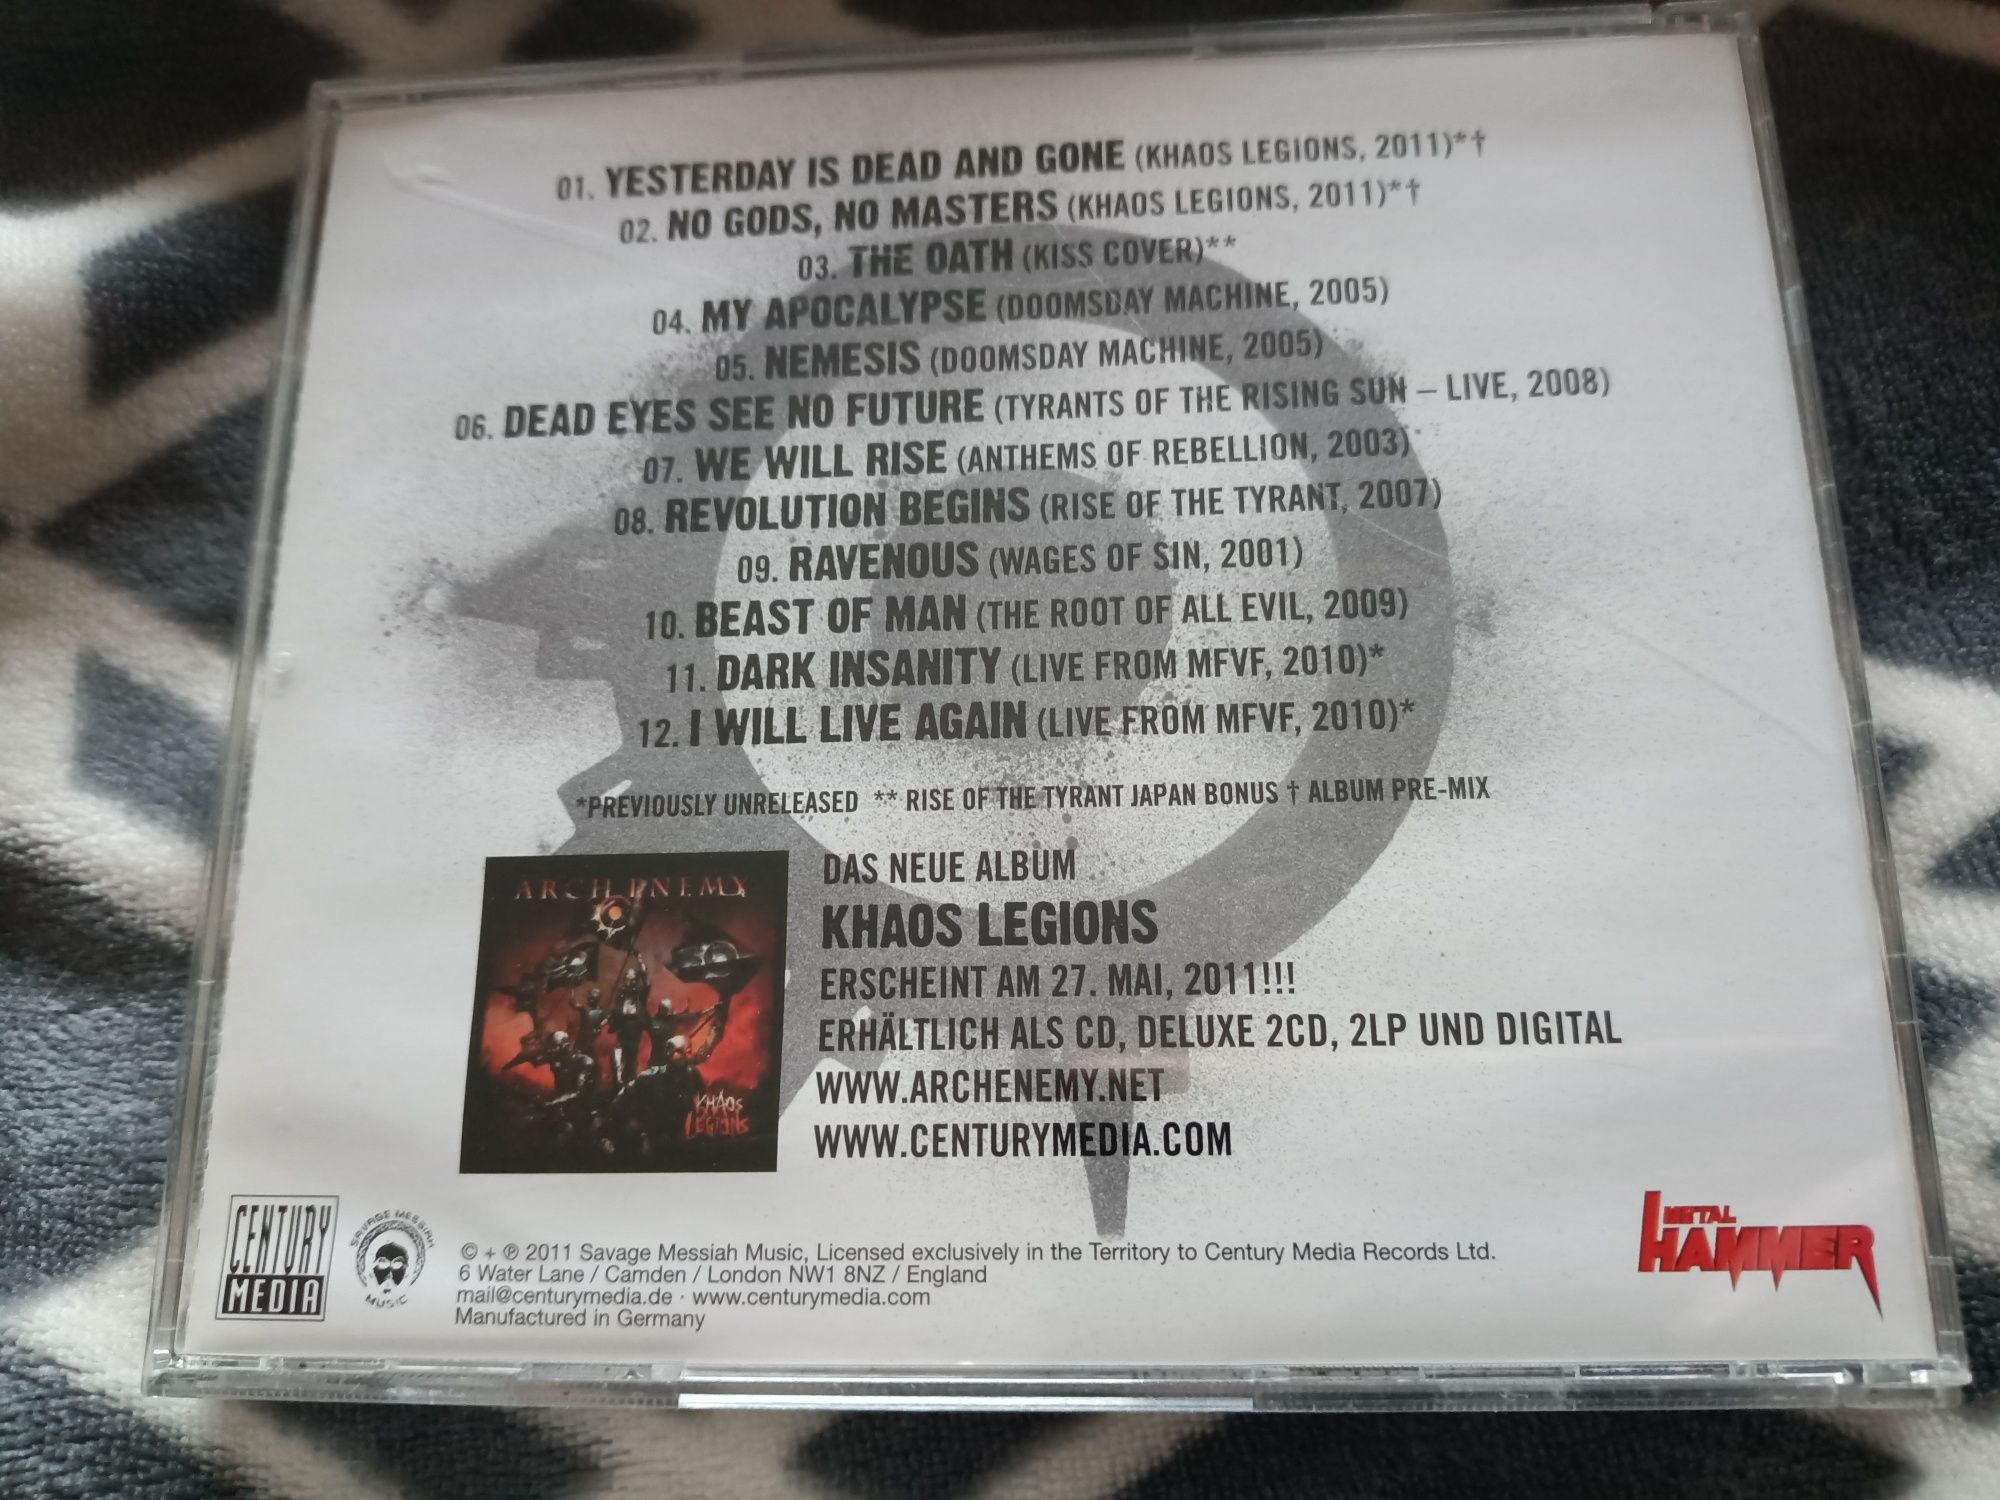 01. YESTERDAY IS DEAD AND GONE (KHAOS LEGIONS, 2011)*†
02. NO GODS, NO MASTERS (KHAOS LEGIONS, 2011)*†
03. THE OATH (KISS COVER)**
04. MY APOCALYPSE (DOOMSDAY MACHINE, 2005)
05. NEMESIS (DOOMSDAY MACHINE, 2005)
06. DEAD EYES SEE NO FUTURE (TYRANTS OF THE RISING SUN – LIVE, 2008)
07. WE WILL RISE (ANTHEMS OF REBELLION, 2003)
08. REVOLUTION BEGINS (RISE OF THE TYRANT, 2007)
09. RAVENOUS (WAGES OF SIN, 2001)
10. BEAST OF MAN (THE ROOT OF ALL EVIL, 2009)
11. DARK INSANITY (LIVE FROM MFVF, 2010)*
12. I WILL LIVE AGAIN (LIVE FROM MFVF, 2010)*
*PREVIOUSLY UNRELEASED ** RISE OF THE TYRANT JAPAN BONUS † ALBUM PRE-MIX
ARCH ENEMY
KHAOS
LEGIONS
DAS NEUE ALBUM
KHAOS LEGIONS
ERSCHEINT AM 27. MAI, 2011!!!
ERHÄLTLICH ALS CD, DELUXE 2CD, 2LP UND DIGITAL
WWW.ARCHENEMY.NET
WWW.CENTURYMEDIA.COM
CENTURY
MEDIA
SAVAGE MESSIAH
MUSIC
© + ℗ 2011 Savage Messiah Music, Licensed exclusively in the Territory to Century Media Records Ltd.
6 Water Lane / Camden / London NW1 8NZ / England
mail@centurymedia.de · www.centurymedia.com
Manufactured in Germany
METAL
HAMMER